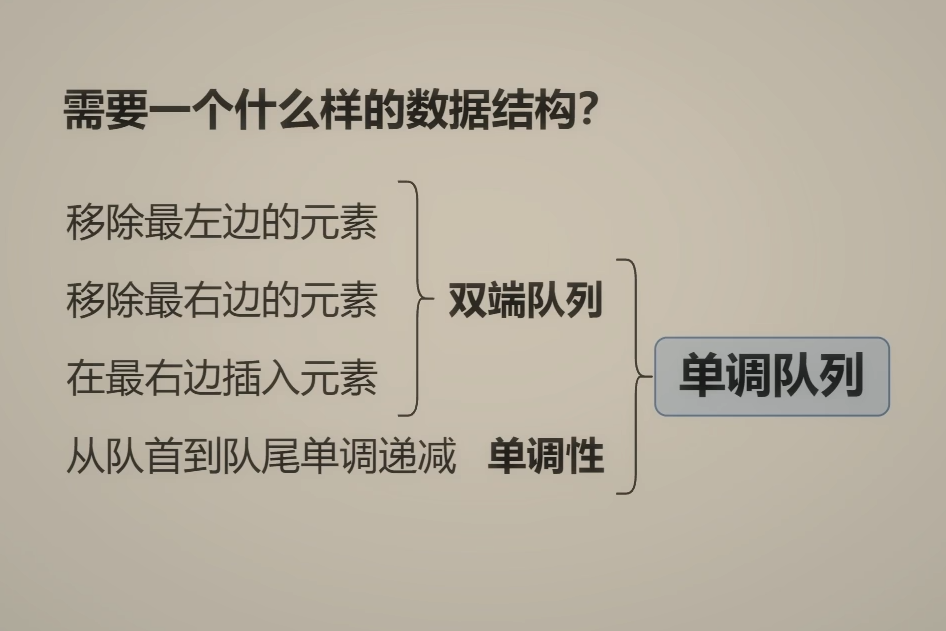 需要一个什么样的数据结构？
移除最左边的元素
移除最右边的元素
双端队列
在最右边插入元素
单调队列
从队首到队尾单调递减 单调性